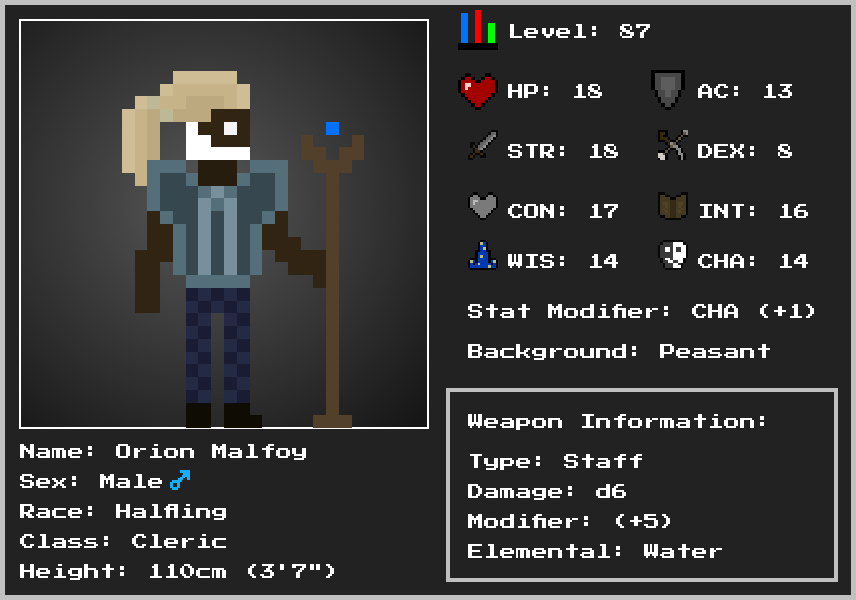 Level: 87
HP: 18
AC: 13
STR: 18
DEX: 8
CON: 17
INT: 16
WIS: 14
CHA: 14
Stat Modifier: CHA (+1)
Background: Peasant
Name: Orion Malfoy
Sex: Male♂
Race: Halfling
Class: Cleric
Height: 110cm (3'7")
Weapon Information:
Type: Staff
Damage: d6
Modifier: (+5)
Elemental: Water